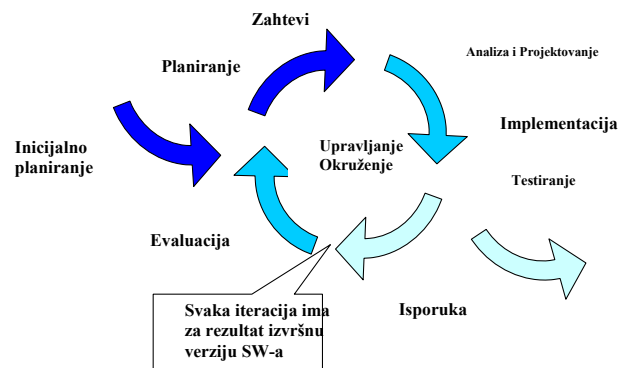 Zahtevi
Planiranje
Analiza i Projektovanje
Implementacija
Inicijalno
planiranje
Upravljanje
Okruženje
Testiranje
Evaluacija
Isporuka
Svaka iteracija ima
za rezultat izvršnu
verziju SW-a